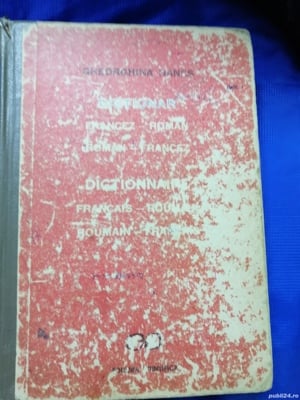 GHEORGHINA HANEȘ
DICȚIONAR
FRANCEZ - ROMÂN
ROMÂN - FRANCEZ
DICTIONNAIRE
FRANÇAIS - ROUMAIN
ROUMAIN - FRANÇAIS
publi24.ro